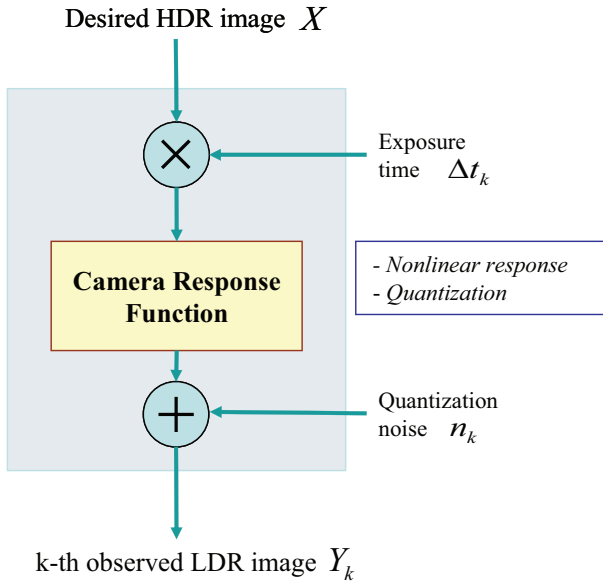 Desired HDR image X
Exposure
time Δt_k
Camera Response
Function
- Nonlinear response
- Quantization
Quantization
noise n_k
k-th observed LDR image Y_k